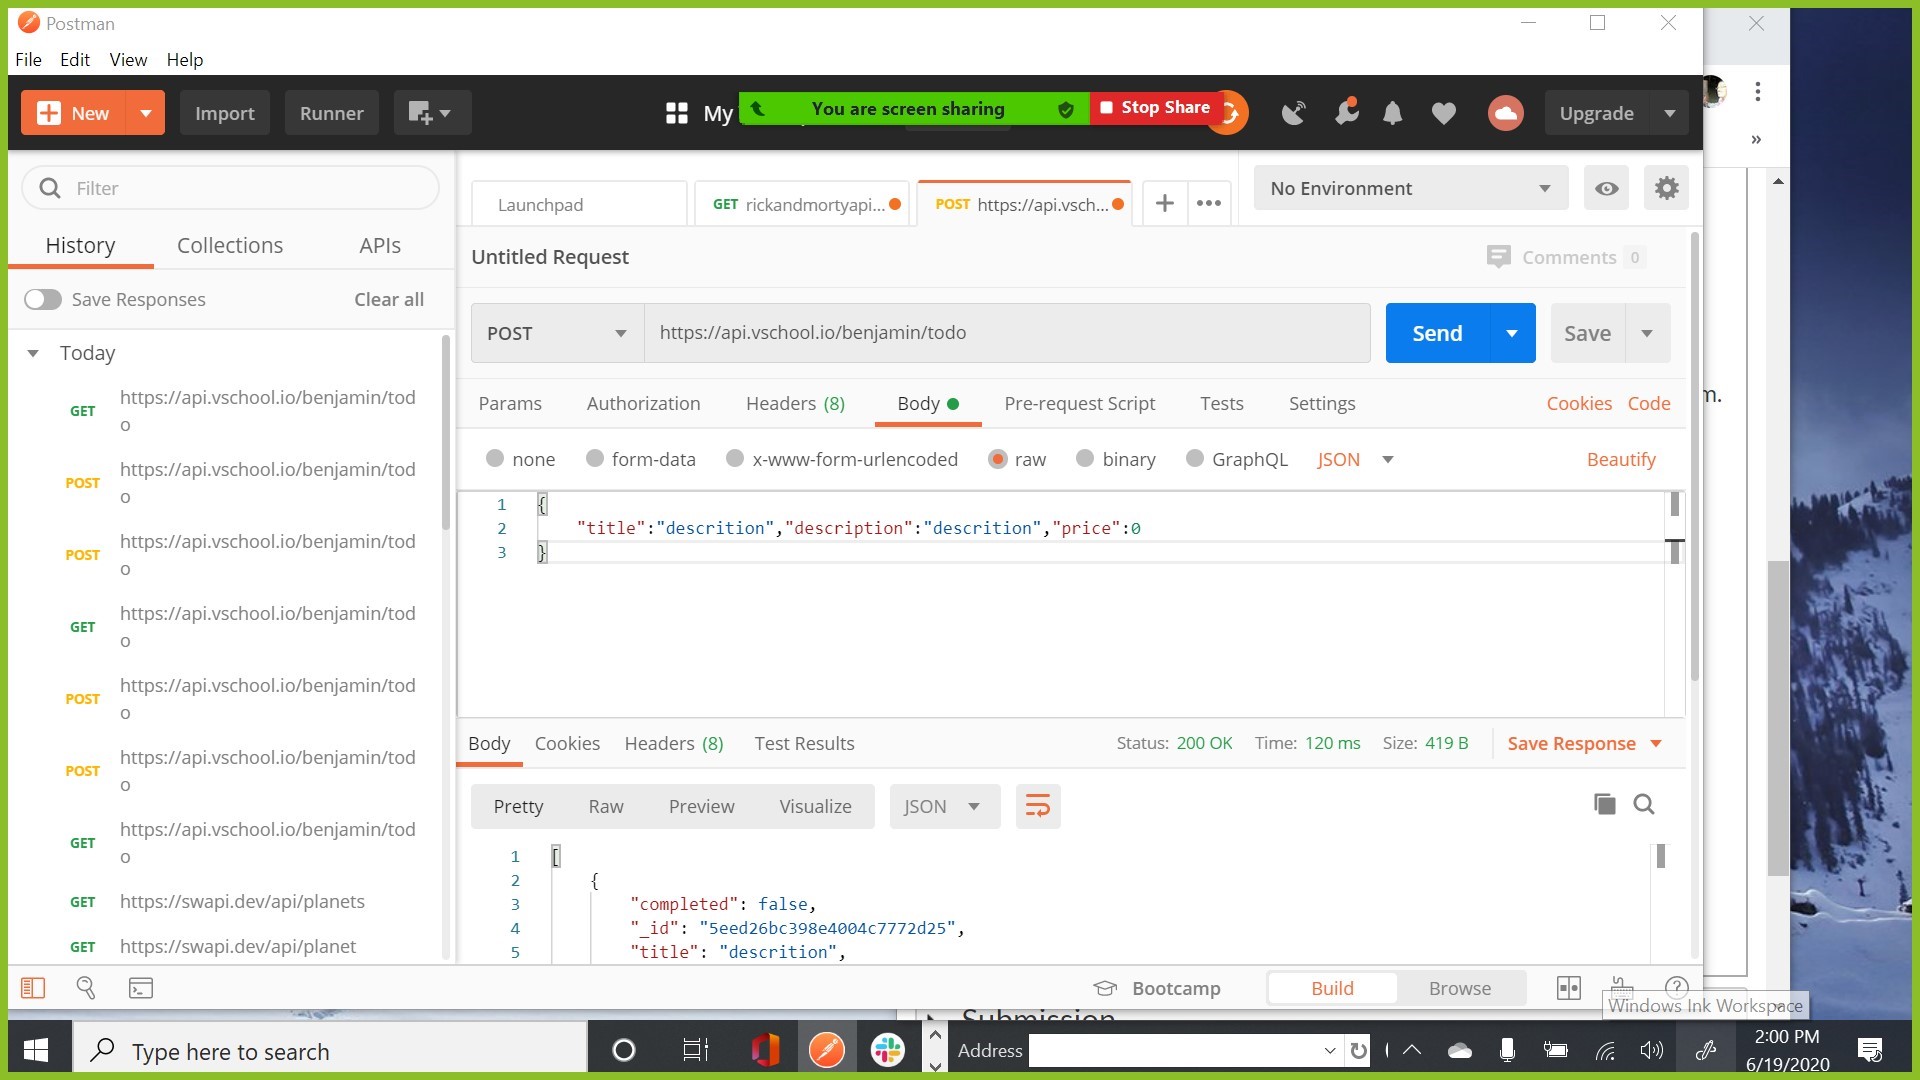 Postman
File Edit View Help
New Import Runner My You are screen sharing Stop Share Upgrade
»
Filter
Launchpad GET rickandmortyapi... POST https://api.vsch... + ••• No Environment
History Collections APIs
Untitled Request Comments 0
Save Responses Clear all
POST https://api.vschool.io/benjamin/todo Send Save
Today
Params Authorization Headers (8) Body Pre-request Script Tests Settings Cookies Code
m.
none form-data x-www-form-urlencoded raw binary GraphQL JSON Beautify
1 {
2 "title":"descrition","description":"descrition","price":0
3 }
GET https://api.vschool.io/benjamin/tod
o
POST https://api.vschool.io/benjamin/tod
o
POST https://api.vschool.io/benjamin/tod
o
GET https://api.vschool.io/benjamin/tod
o
POST https://api.vschool.io/benjamin/tod
o
POST https://api.vschool.io/benjamin/tod
o
GET https://api.vschool.io/benjamin/tod
o
GET https://swapi.dev/api/planets
GET https://swapi.dev/api/planet
Body Cookies Headers (8) Test Results Status: 200 OK Time: 120 ms Size: 419 B Save Response
Pretty Raw Preview Visualize JSON
1 [
2 {
3 "completed": false,
4 "_id": "5eed26bc398e4004c7772d25",
5 "title": "descrition",
Bootcamp Build Browse
Windows Ink Workspace
Submission
Type here to search Address 2:00 PM
6/19/2020